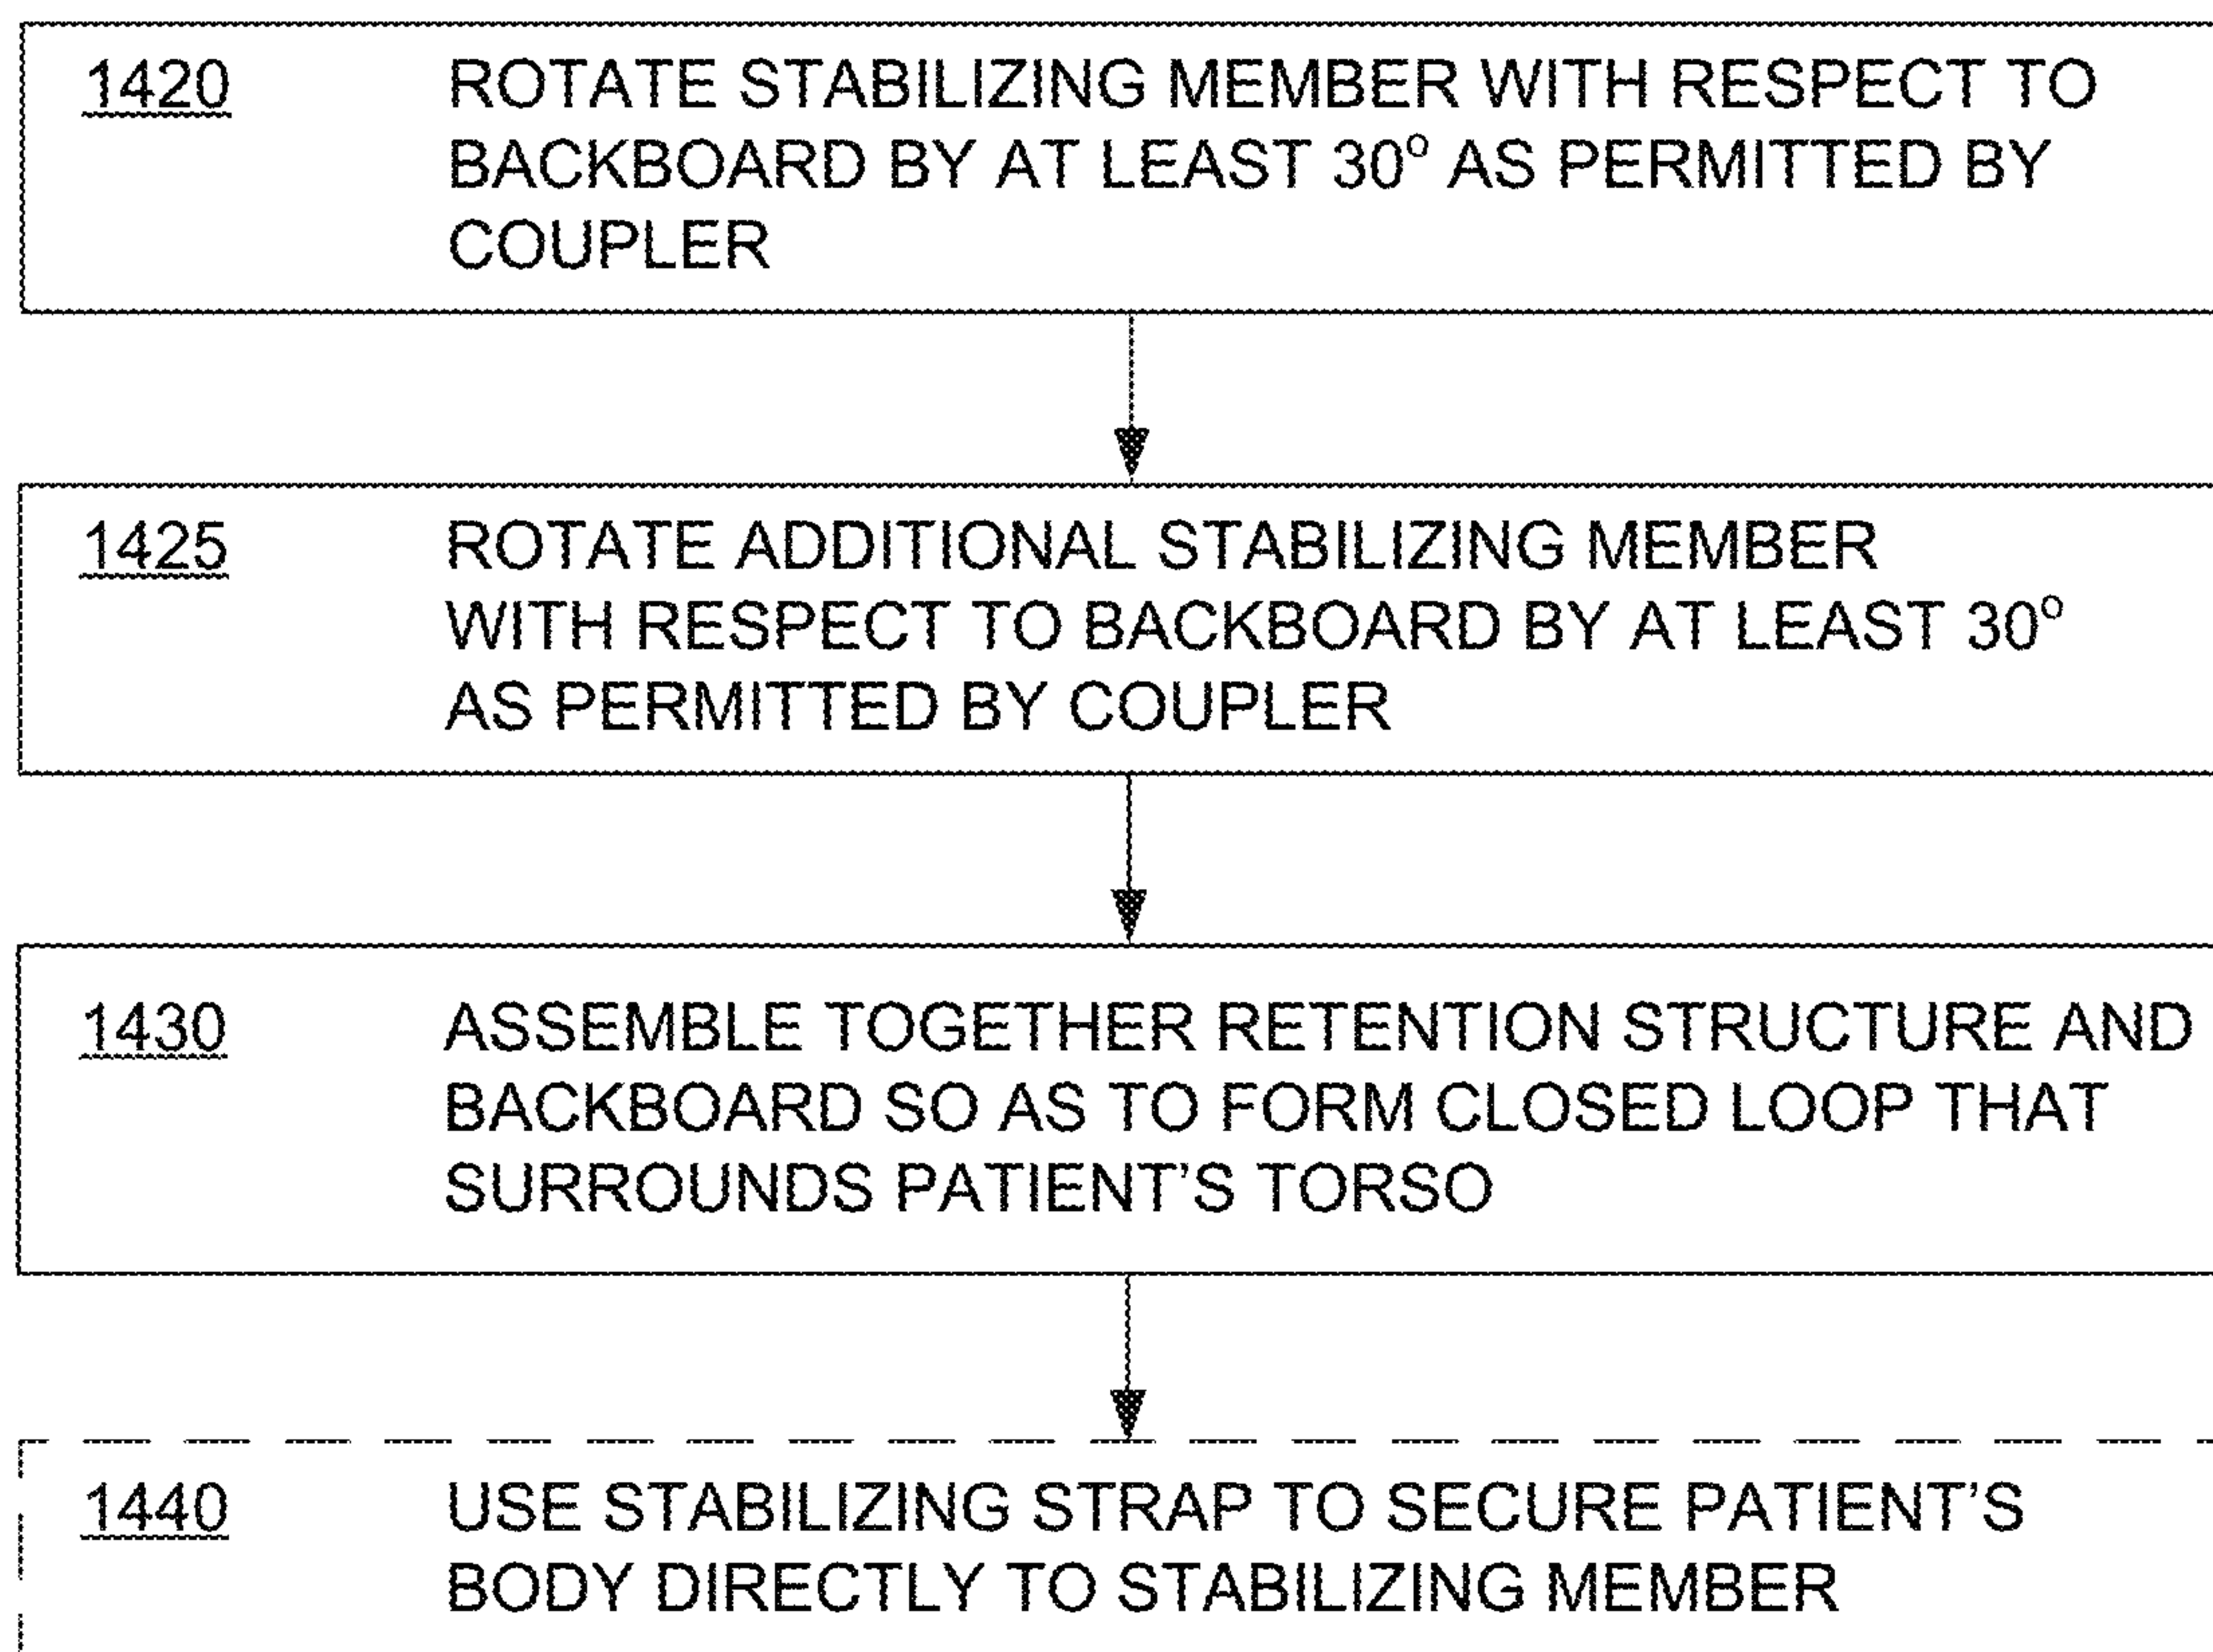 1420 ROTATE STABILIZING MEMBER WITH RESPECT TO
BACKBOARD BY AT LEAST 30° AS PERMITTED BY
COUPLER
1425 ROTATE ADDITIONAL STABILIZING MEMBER
WITH RESPECT TO BACKBOARD BY AT LEAST 30°
AS PERMITTED BY COUPLER
1430 ASSEMBLE TOGETHER RETENTION STRUCTURE AND
BACKBOARD SO AS TO FORM CLOSED LOOP THAT
SURROUNDS PATIENT'S TORSO
1440 USE STABILIZING STRAP TO SECURE PATIENT'S
BODY DIRECTLY TO STABILIZING MEMBER